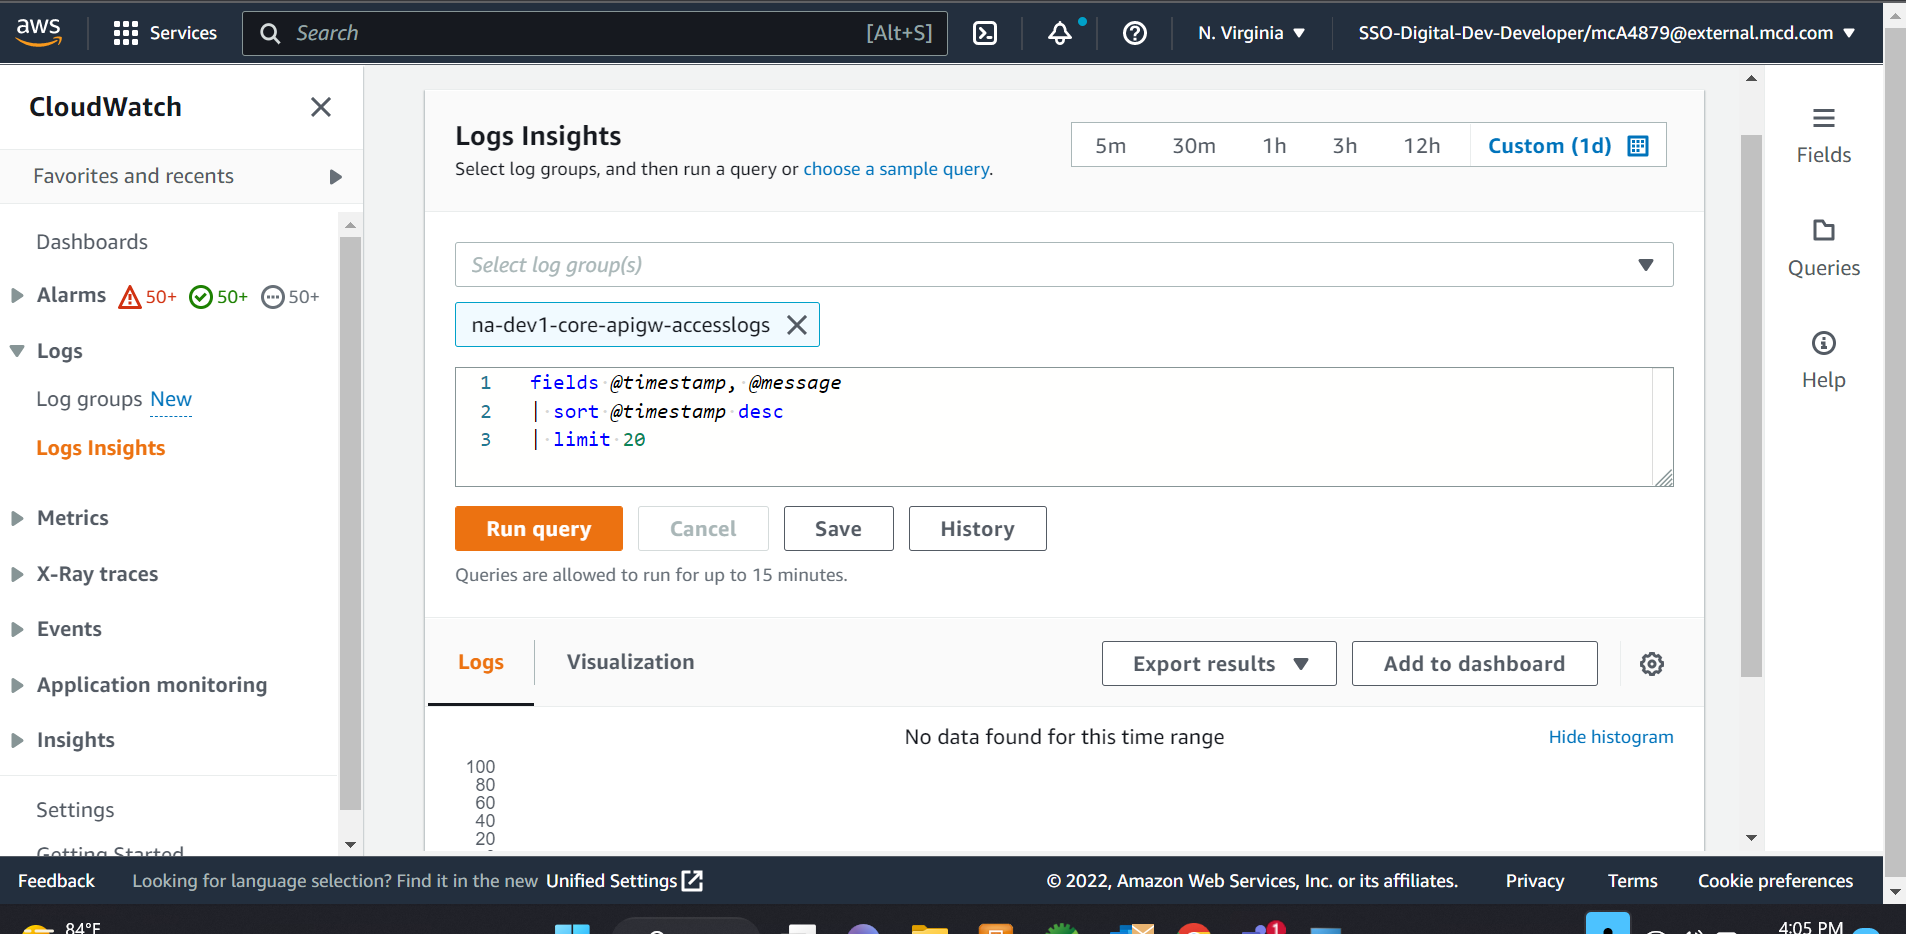 aws
Services
Search [Alt+S]
N. Virginia
SSO-Digital-Dev-Developer/mcA4879@external.mcd.com
CloudWatch
Favorites and recents
Dashboards
Alarms 50+ 50+ 50+
Logs
Log groups New
Logs Insights
Metrics
X-Ray traces
Events
Application monitoring
Insights
Settings
Getting Started
Logs Insights
Select log groups, and then run a query or choose a sample query.
5m 30m 1h 3h 12h Custom (1d)
Select log group(s)
na-dev1-core-apigw-accesslogs
1 fields @timestamp, @message
2 | sort @timestamp desc
3 | limit 20
Run query Cancel Save History
Queries are allowed to run for up to 15 minutes.
Logs Visualization
Export results Add to dashboard
No data found for this time range
Hide histogram
100
80
60
40
20
Fields
Queries
Help
Feedback Looking for language selection? Find it in the new Unified Settings
© 2022, Amazon Web Services, Inc. or its affiliates. Privacy Terms Cookie preferences
84°F
1
4:05 PM